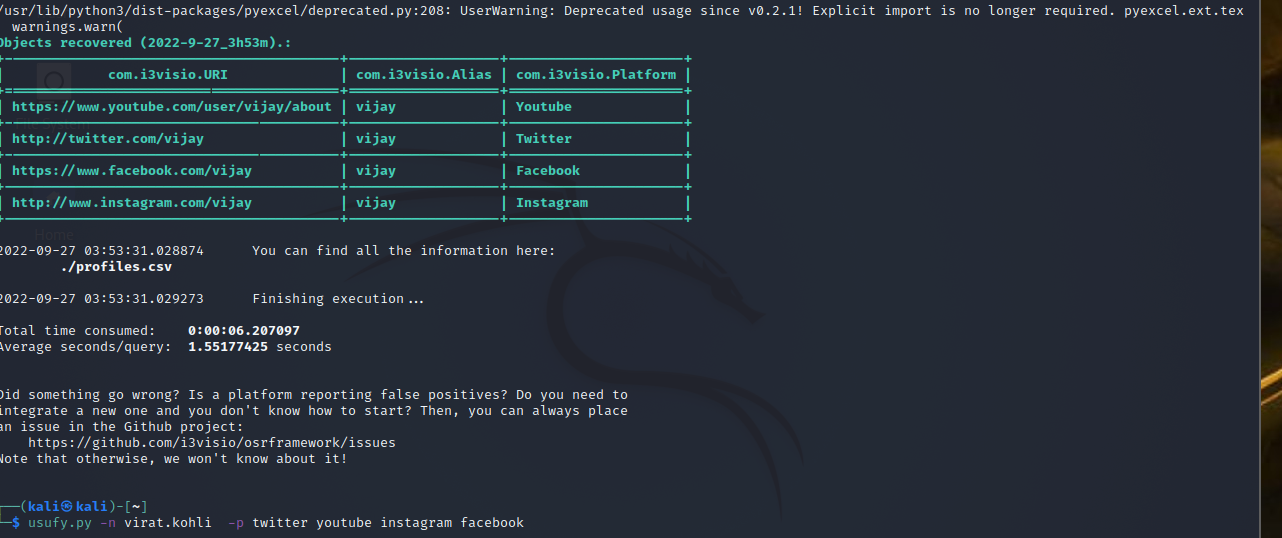 /usr/lib/python3/dist-packages/pyexcel/deprecated.py:208: UserWarning: Deprecated usage since v0.2.1! Explicit import is no longer required. pyexcel.ext.tex
warnings.warn(
Objects recovered (2022-9-27_3h53m).:
com.i3visio.URI | com.i3visio.Alias | com.i3visio.Platform |
https://www.youtube.com/user/vijay/about | vijay | Youtube |
http://twitter.com/vijay | vijay | Twitter |
https://www.facebook.com/vijay | vijay | Facebook |
http://www.instagram.com/vijay | vijay | Instagram |
Home
2022-09-27 03:53:31.028874 You can find all the information here:
./profiles.csv
2022-09-27 03:53:31.029273 Finishing execution...
Total time consumed: 0:00:06.207097
Average seconds/query: 1.55177425 seconds
Did something go wrong? Is a platform reporting false positives? Do you need to
integrate a new one and you don't know how to start? Then, you can always place
an issue in the Github project:
https://github.com/i3visio/osrframework/issues
Note that otherwise, we won't know about it!
(kali㉿kali)-[~]
$ usufy.py -n virat.kohli -p twitter youtube instagram facebook